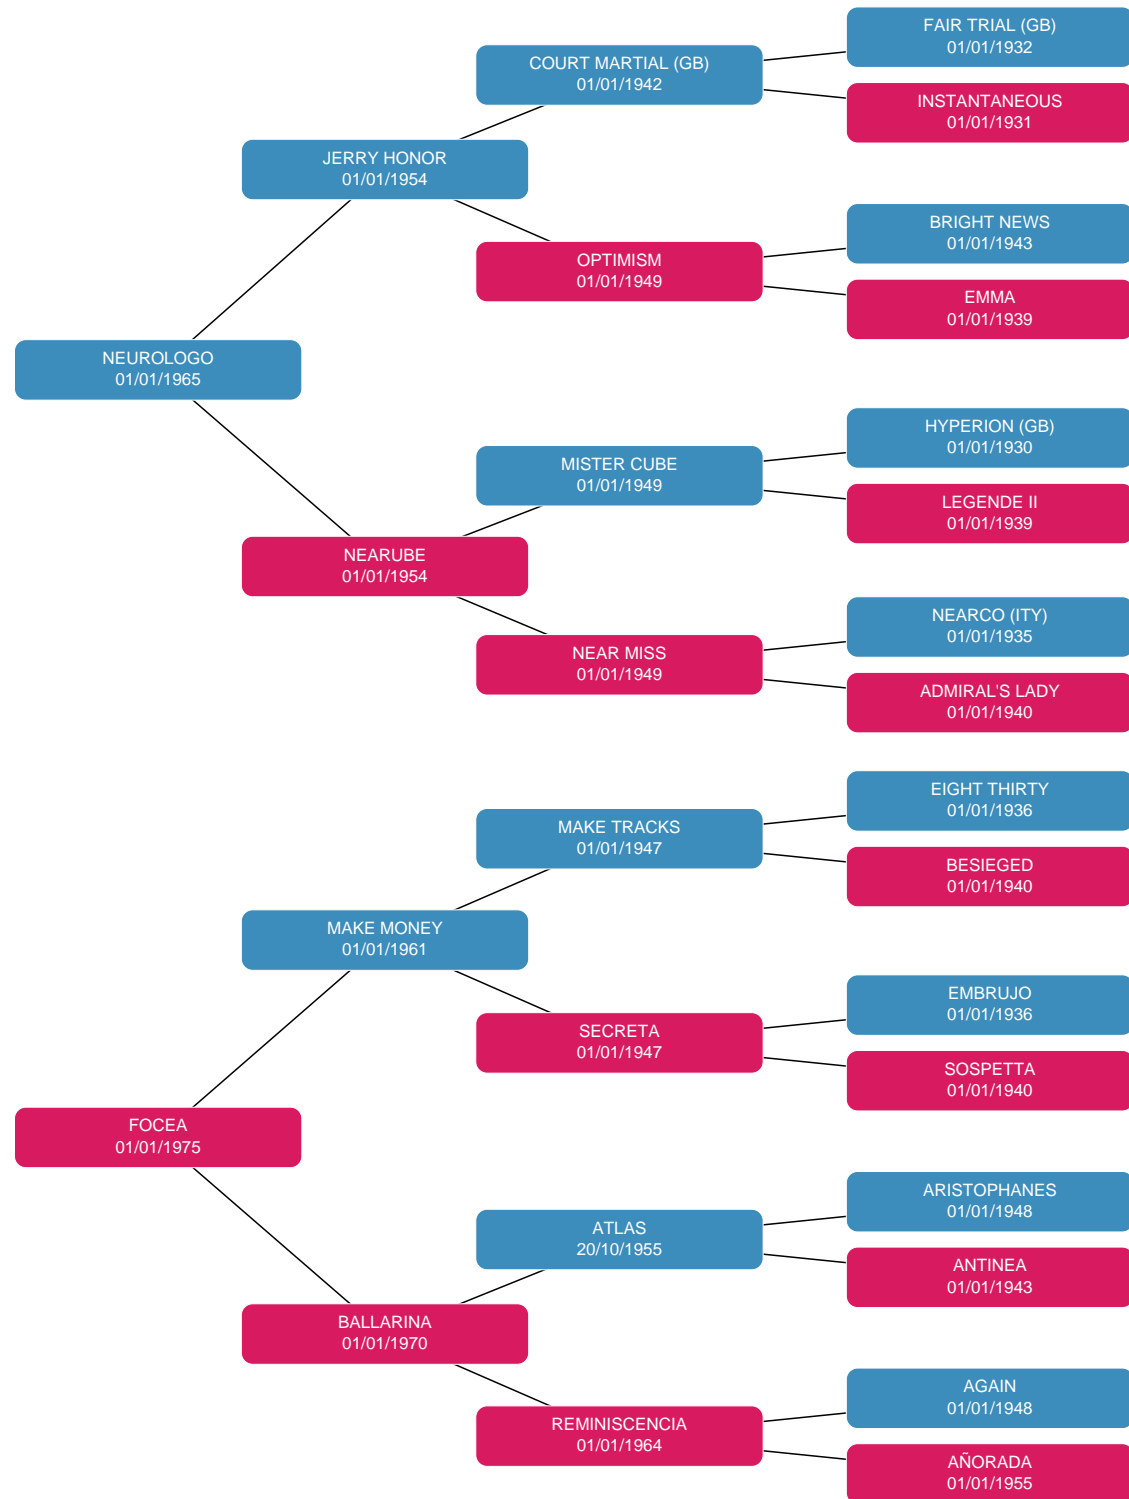 FAIR TRIAL (GB)
01/01/1932
COURT MARTIAL (GB)
01/01/1942
INSTANTANEOUS
01/01/1931
JERRY HONOR
01/01/1954
BRIGHT NEWS
01/01/1943
OPTIMISM
01/01/1949
EMMA
01/01/1939
NEUROLOGO
01/01/1965
HYPERION (GB)
01/01/1930
MISTER CUBE
01/01/1949
LEGENDE II
01/01/1939
NEARUBE
01/01/1954
NEARCO (ITY)
01/01/1935
NEAR MISS
01/01/1949
ADMIRAL'S LADY
01/01/1940
EIGHT THIRTY
01/01/1936
MAKE TRACKS
01/01/1947
BESIEGED
01/01/1940
MAKE MONEY
01/01/1961
EMBRUJO
01/01/1936
SECRETA
01/01/1947
SOSPETTA
01/01/1940
FOCEA
01/01/1975
ARISTOPHANES
01/01/1948
ATLAS
20/10/1955
ANTINEA
01/01/1943
BALLARINA
01/01/1970
AGAIN
01/01/1948
REMINISCENCIA
01/01/1964
AÑORADA
01/01/1955